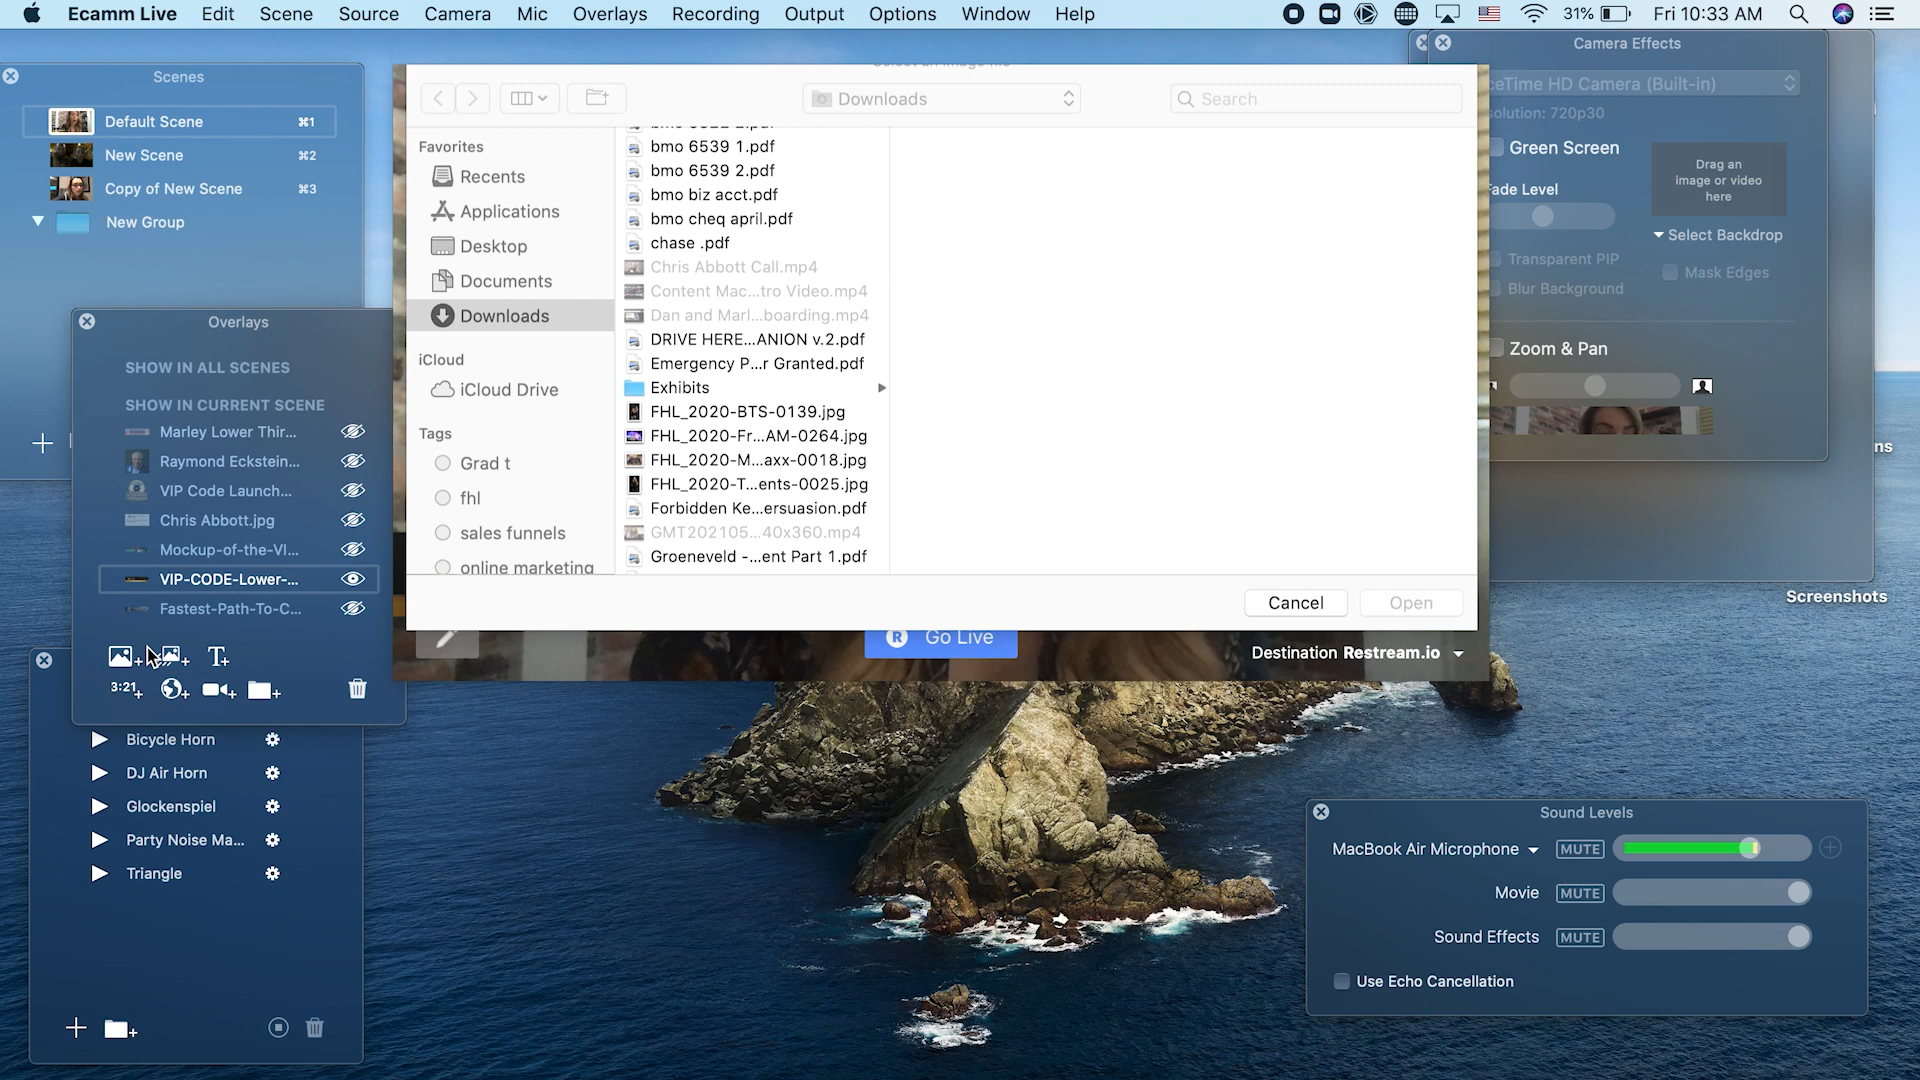 Ecamm Live Edit Scene Source Camera Mic Overlays Recording Output Options Window Help 31% Fri 10:33 AM
Scenes
Default Scene ⌘1
New Scene ⌘2
Copy of New Scene ⌘3
New Group
Overlays
SHOW IN ALL SCENES
SHOW IN CURRENT SCENE
Marley Lower Thir...
Raymond Eckstein...
VIP Code Launch...
Chris Abbott.jpg
Mockup-of-the-VI...
VIP-CODE-Lower-...
Fastest-Path-To-C...
T+
3:21+
Bicycle Horn
DJ Air Horn
Glockenspiel
Party Noise Ma...
Triangle
Downloads
Search
Favorites
Recents
Applications
Desktop
Documents
Downloads
iCloud
iCloud Drive
Tags
Grad t
fhl
sales funnels
online marketing
bmo 6539 1.pdf
bmo 6539 2.pdf
bmo biz acct.pdf
bmo cheq april.pdf
chase .pdf
Chris Abbott Call.mp4
Content Mac...tro Video.mp4
Dan and Marl...boarding.mp4
DRIVE HERE...ANION v.2.pdf
Emergency P...r Granted.pdf
Exhibits
FHL_2020-BTS-0139.jpg
FHL_2020-Fr...AM-0264.jpg
FHL_2020-M...axx-0018.jpg
FHL_2020-T...ents-0025.jpg
Forbidden Ke...ersuasion.pdf
GMT202105...40x360.mp4
Groeneveld -...ent Part 1.pdf
Cancel Open
R Go Live
Destination Restream.io
Camera Effects
ceTime HD Camera (Built-in)
olution: 720p30
Green Screen
Fade Level
Drag an
image or video
here
Select Backdrop
Transparent PIP
Mask Edges
Blur Background
Zoom & Pan
ns
Screenshots
Sound Levels
MacBook Air Microphone MUTE
Movie MUTE
Sound Effects MUTE
Use Echo Cancellation